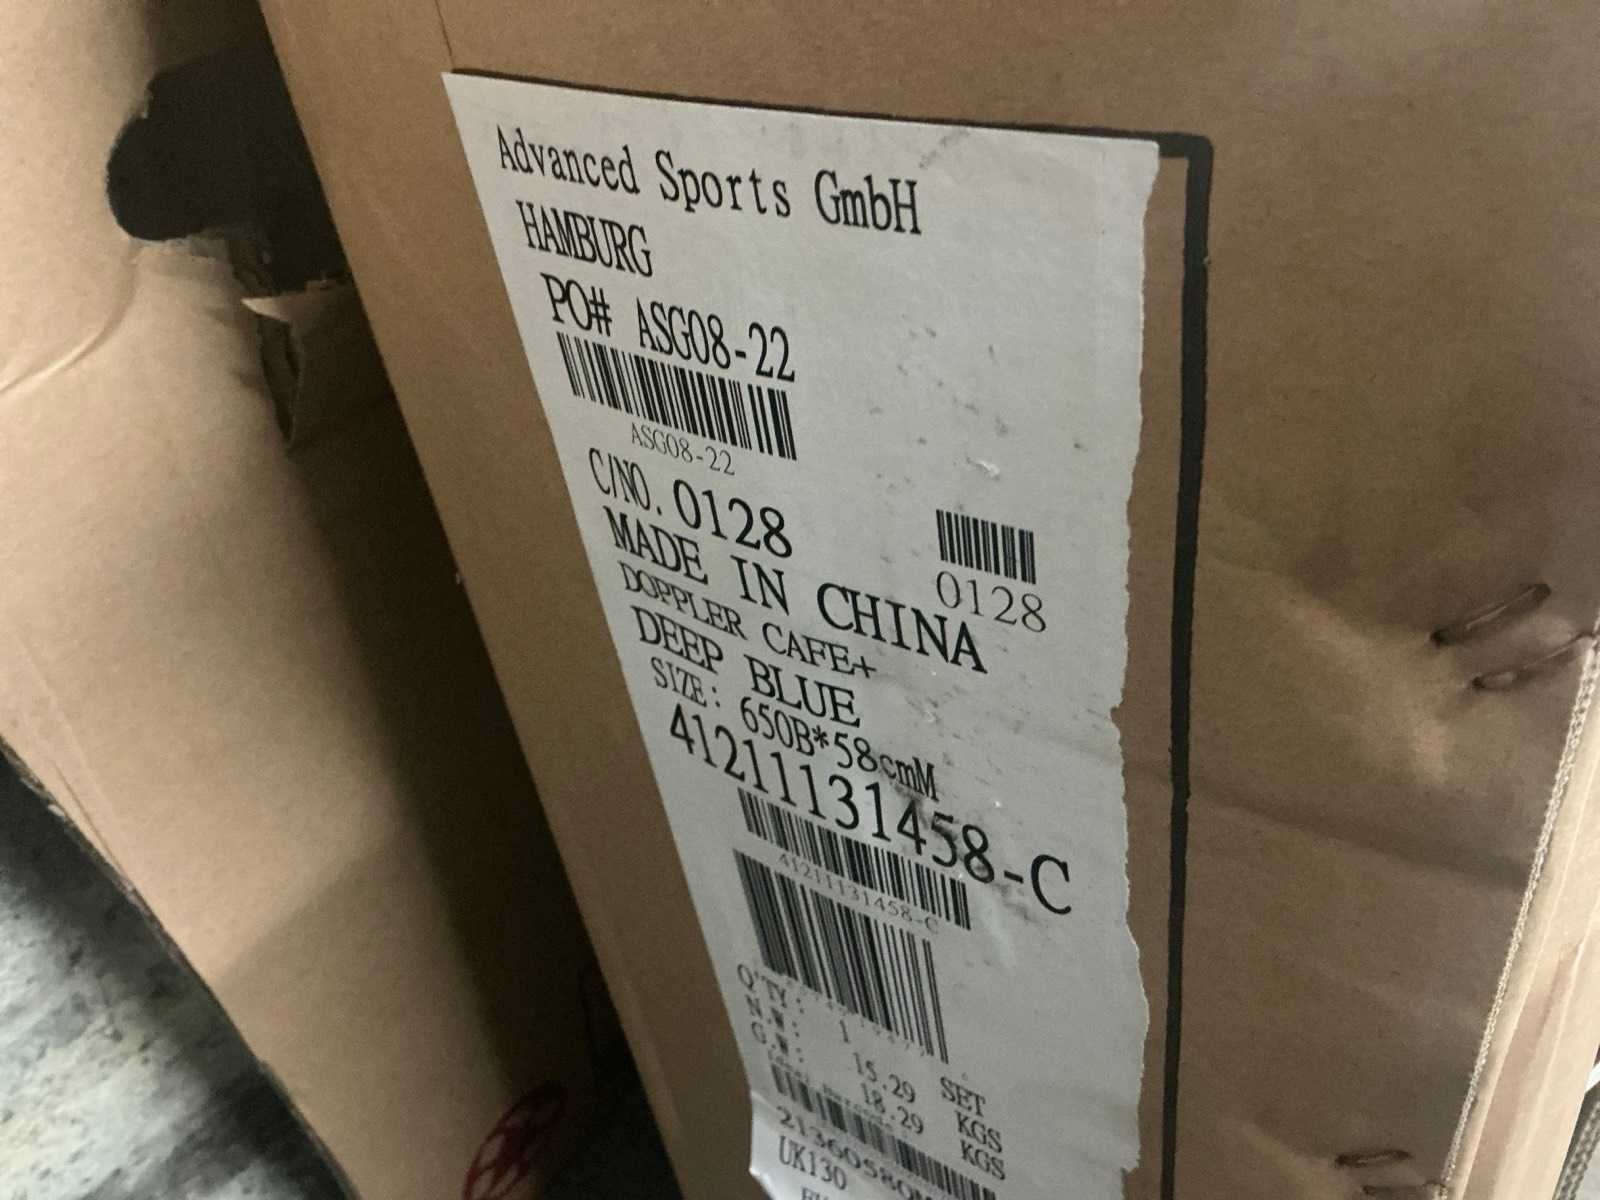 Advanced Sports GmbH
HAMBURG
PO# ASG08-22
ASG08-22
C/NO. 0128
0128
MADE IN CHINA
DOPPLER CAFE+
DEEP BLUE
SIZE: 650B*58cmM
41211131458-C
41211131458-C
Q'TY: 1 SET
N.W: 15.29 KGS
G.W: 18.29 KGS
UK130